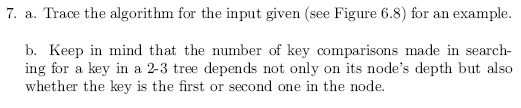 7. a. Trace the algorithm for the input given (see Figure 6.8) for an example.
b. Keep in mind that the number of key comparisons made in search-
ing for a key in a 2-3 tree depends not only on its node's depth but also
whether the key is the first or second one in the node.